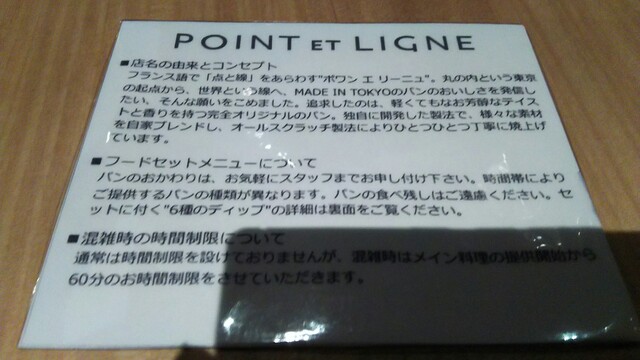 POINT ET LIGNE
■店名の由来とコンセプト
フランス語で「点と線」をあらわす"ポワン エ リーニュ"。丸の内という東京
の起点から、世界という線へ、MADE IN TOKYOのパンのおいしさを発信し
たい、そんな願いをこめました。追求したのは、軽くてもなお芳醇なテイス
トと香りを持つ完全オリジナルのパン。独自に開発した製法で、様々な素材
を自家ブレンドし、オールスクラッチ製法によりひとつひとつ丁寧に焼上げ
ています。
■フードセットメニューについて
パンのおかわりは、お気軽にスタッフまでお申し付け下さい。時間帯により
ご提供するパンの種類が異なります。パンの食べ残しはご遠慮ください。セ
ットに付く"6種のディップ"の詳細は裏面をご覧ください。
■混雑時の時間制限について
通常は時間制限を設けておりませんが、混雑時はメイン料理の提供開始から
60分のお時間制限をさせていただきます。